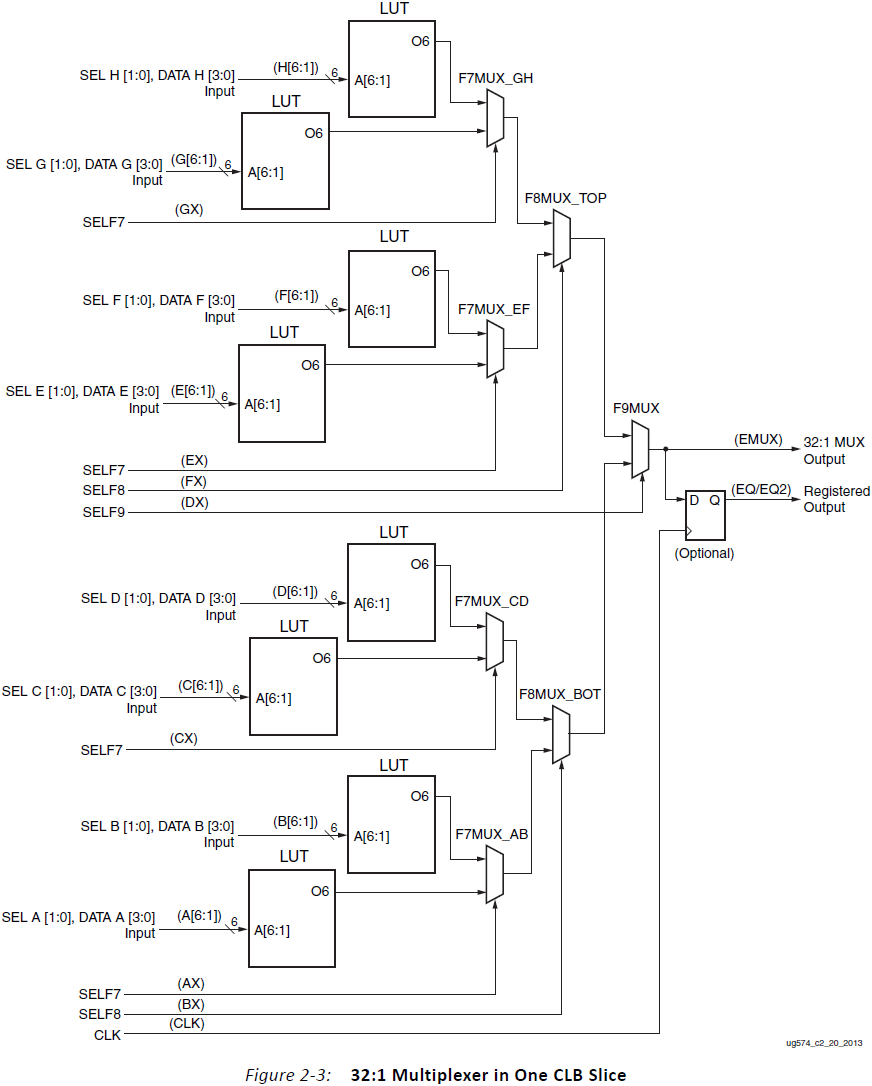 LUT
O6
SEL H [1:0], DATA H [3:0]
Input
(H[6:1])
6
A[6:1]
F7MUX_GH
LUT
O6
SEL G [1:0], DATA G [3:0]
Input
(G[6:1])
6
A[6:1]
SELF7
(GX)
F8MUX_TOP
LUT
O6
SEL F [1:0], DATA F [3:0]
Input
(F[6:1])
6
A[6:1]
F7MUX_EF
LUT
O6
SEL E [1:0], DATA E [3:0]
Input
(E[6:1])
6
A[6:1]
F9MUX
(EMUX)
32:1 MUX
Output
SELF7
(EX)
SELF8
(FX)
SELF9
(DX)
D Q
(EQ/EQ2)
Registered
Output
(Optional)
LUT
O6
SEL D [1:0], DATA D [3:0]
Input
(D[6:1])
6
A[6:1]
F7MUX_CD
LUT
O6
SEL C [1:0], DATA C [3:0]
Input
(C[6:1])
6
A[6:1]
F8MUX_BOT
SELF7
(CX)
LUT
O6
SEL B [1:0], DATA B [3:0]
Input
(B[6:1])
6
A[6:1]
F7MUX_AB
LUT
O6
SEL A [1:0], DATA A [3:0]
Input
(A[6:1])
6
A[6:1]
SELF7
(AX)
SELF8
(BX)
CLK
(CLK)
ug574_c2_20_2013
Figure 2-3: 32:1 Multiplexer in One CLB Slice